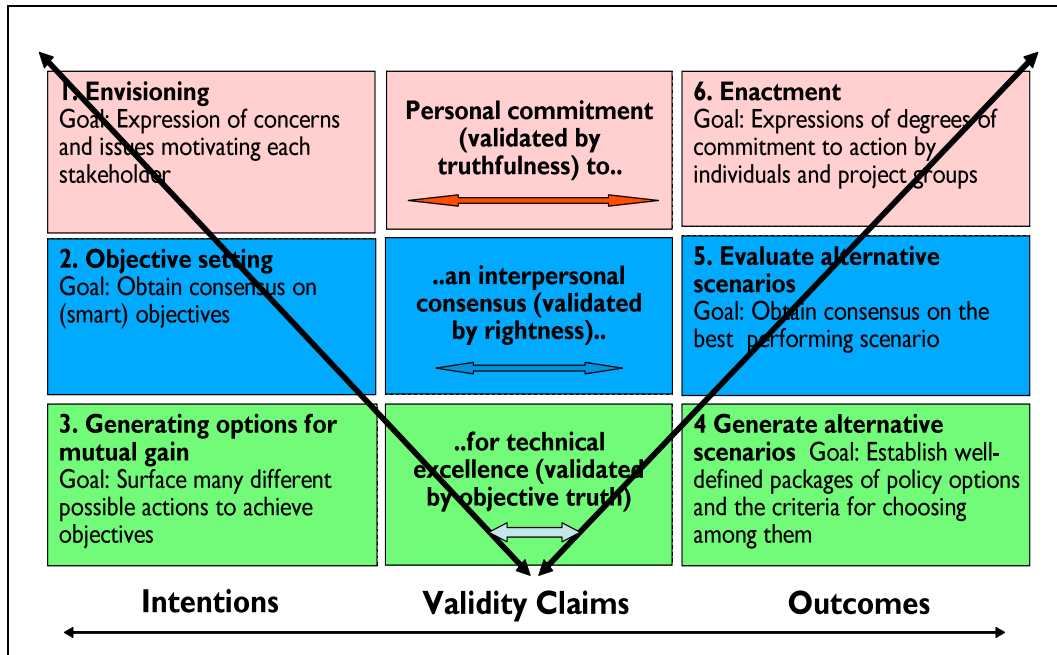 1. Envisioning
Goal: Expression of concerns
and issues motivating each
stakeholder
Personal commitment
(validated by
truthfulness) to..
6. Enactment
Goal: Expressions of degrees of
commitment to action by
individuals and project groups
2. Objective setting
Goal: Obtain consensus on
(smart) objectives
..an interpersonal
consensus (validated
by rightness)..
5. Evaluate alternative
scenarios
Goal: Obtain consensus on the
best performing scenario
3. Generating options for
mutual gain
Goal: Surface many different
possible actions to achieve
objectives
..for technical
excellence (validated
by objective truth)
4 Generate alternative
scenarios Goal: Establish well-
defined packages of policy options
and the criteria for choosing
among them
Intentions
Validity Claims
Outcomes